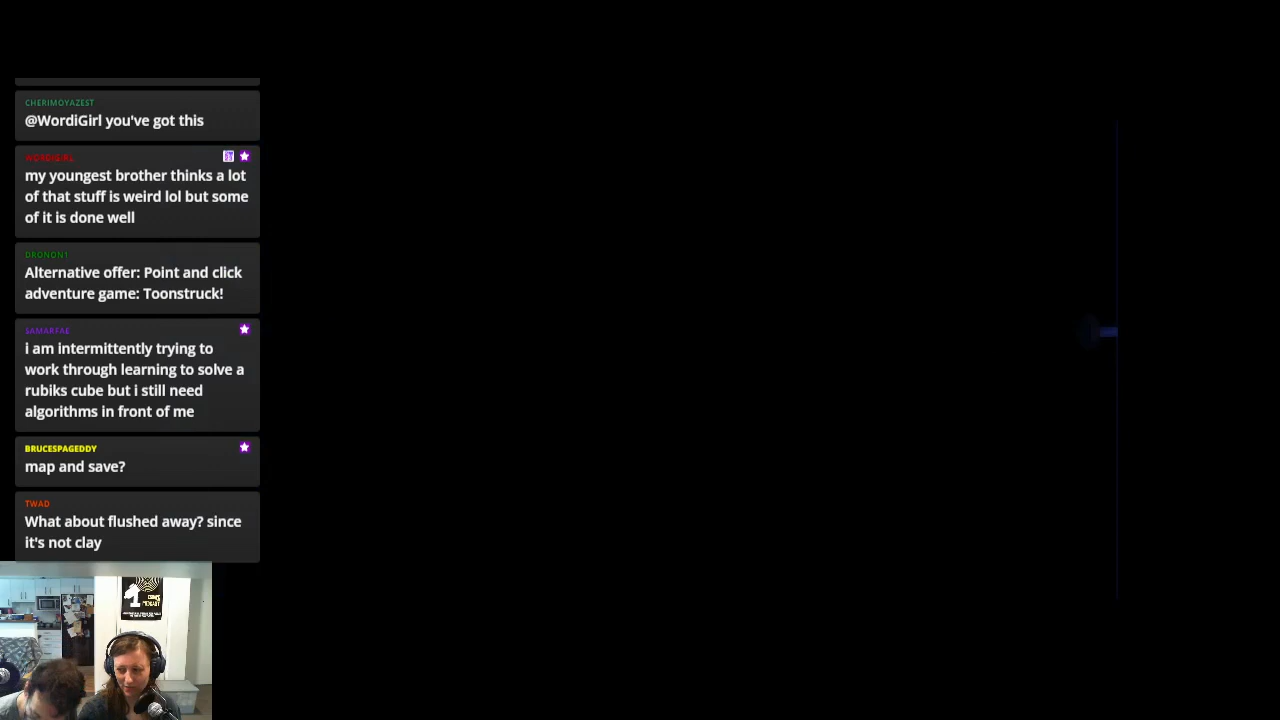 CHERIMOYAZEST
@WordiGirl you've got this
WORDIGIRL
my youngest brother thinks a lot
of that stuff is weird lol but some
of it is done well
DRONON1
Alternative offer: Point and click
adventure game: Toonstruck!
SAMARFAE
i am intermittently trying to
work through learning to solve a
rubiks cube but i still need
algorithms in front of me
BRUCESPAGEDDY
map and save?
TWAD
What about flushed away? since
it's not clay